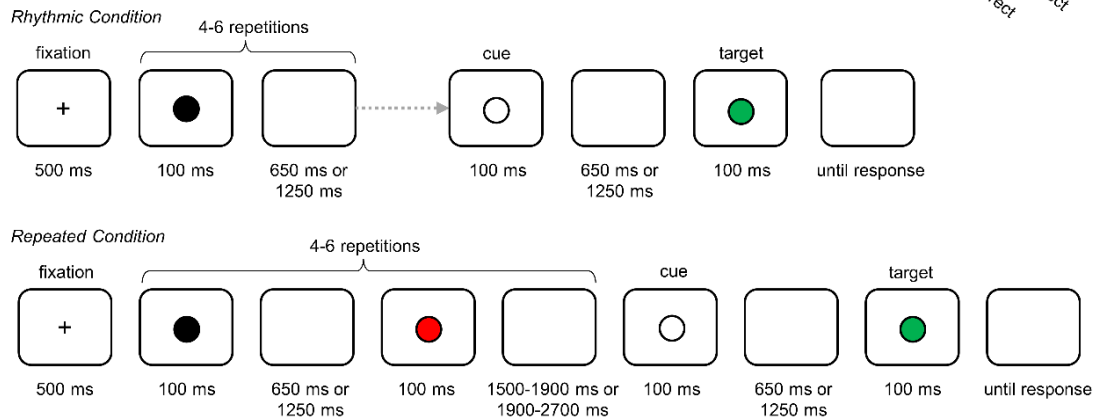 Rhythmic Condition
4-6 repetitions
fixation
cue
target
500 ms
100 ms
650 ms or
1250 ms
100 ms
650 ms or
1250 ms
100 ms
until response
Repeated Condition
4-6 repetitions
fixation
cue
target
500 ms
100 ms
650 ms or
1250 ms
100 ms
1500-1900 ms or
1900-2700 ms
100 ms
650 ms or
1250 ms
100 ms
until response